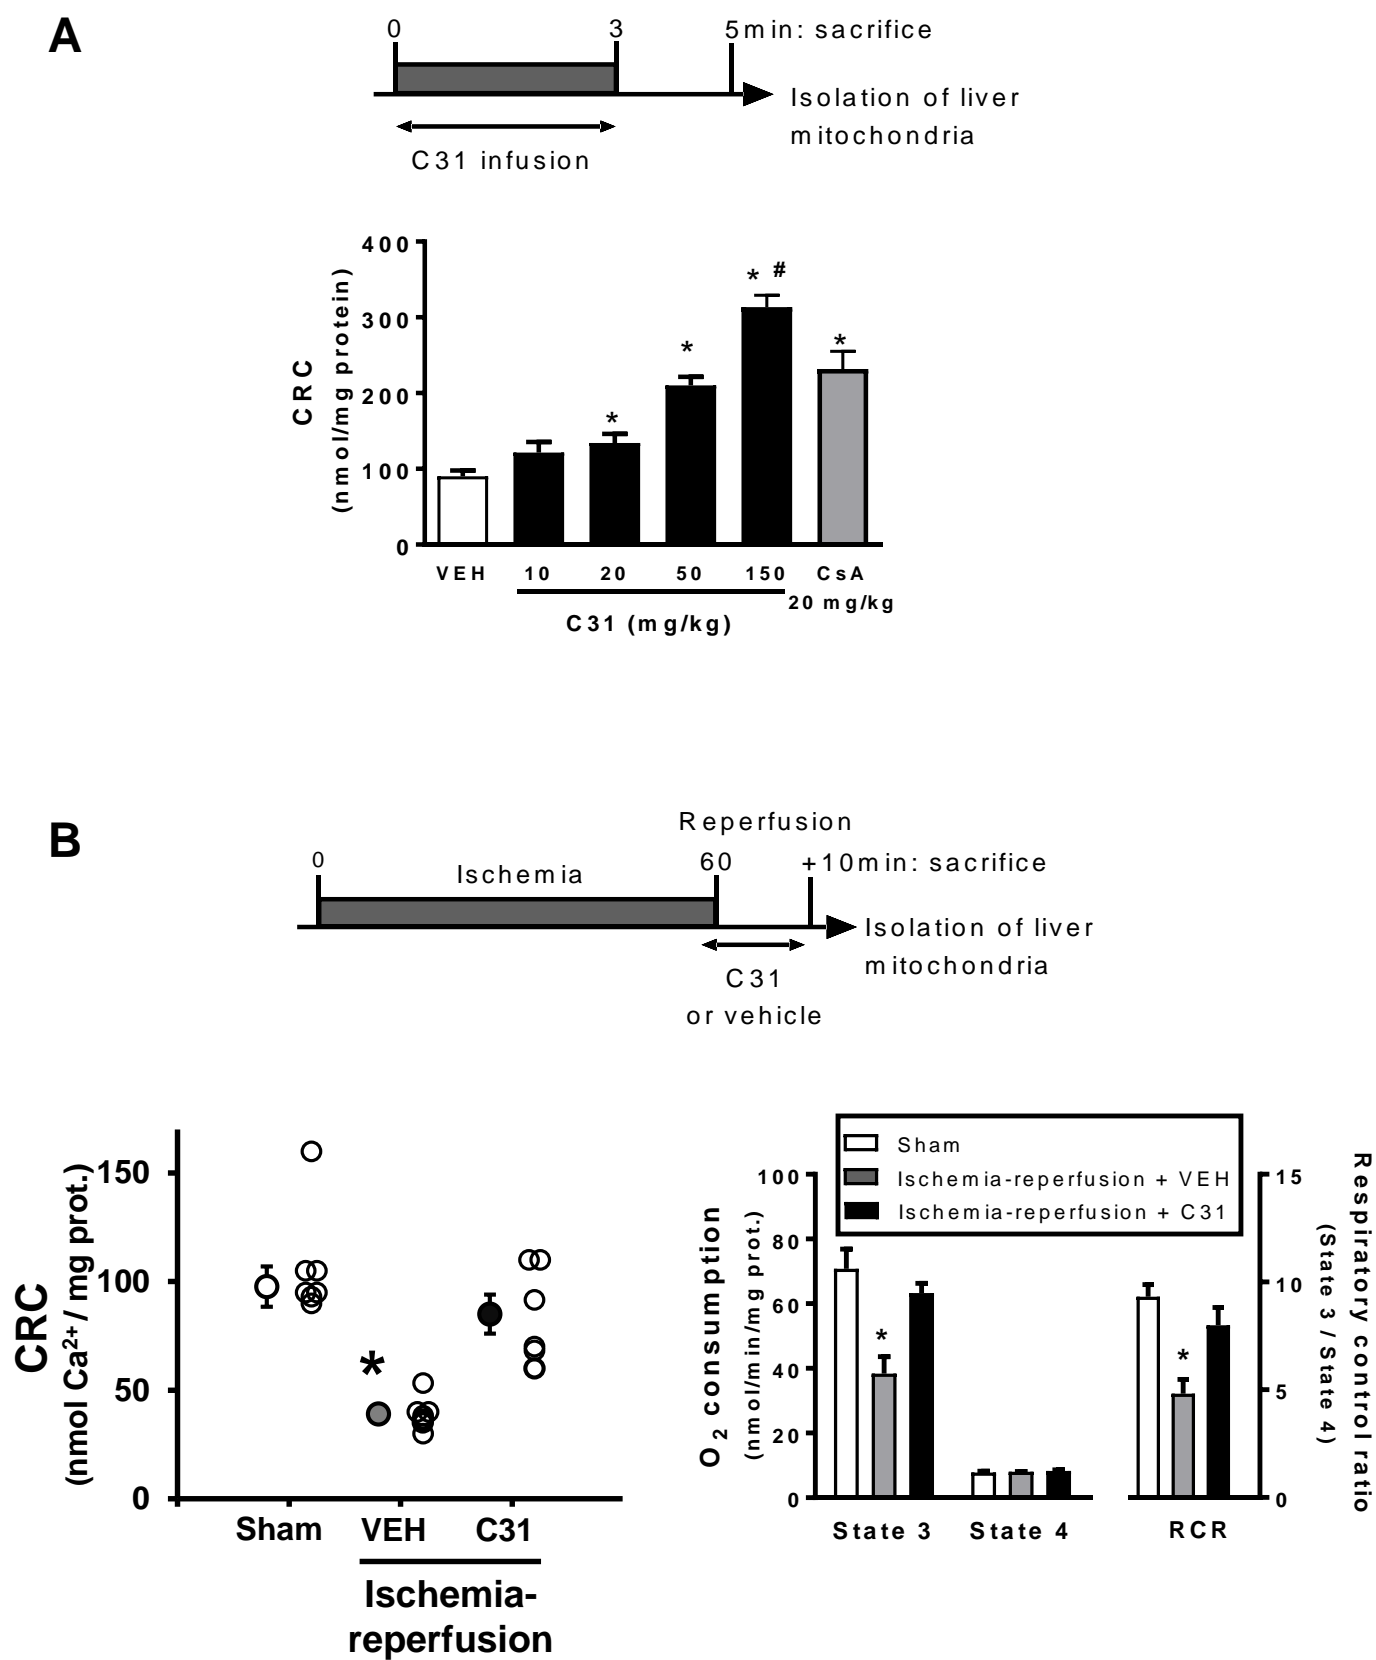 A
0 3 5min: sacrifice
Isolation of liver
mitochondria
C31 infusion
CRC
(nmol/mg protein)
400
300
200
100
0
* * * # *
VEH 10 20 50 150 CsA
20 mg/kg
C31 (mg/kg)
B
Reperfusion
0 Ischemia 60 +10min: sacrifice
Isolation of liver
mitochondria
C31
or vehicle
CRC
(nmol Ca2+/ mg prot.)
150
100
50
0
*
Sham VEH C31
Ischemia-
reperfusion
Sham
Ischemia-reperfusion + VEH
Ischemia-reperfusion + C31
O2 consumption
(nmol/min/mg prot.)
100
80
60
40
20
0
* *
State 3 State 4 RCR
15
10
5
0
Respiratory control ratio
(State 3 / State 4)